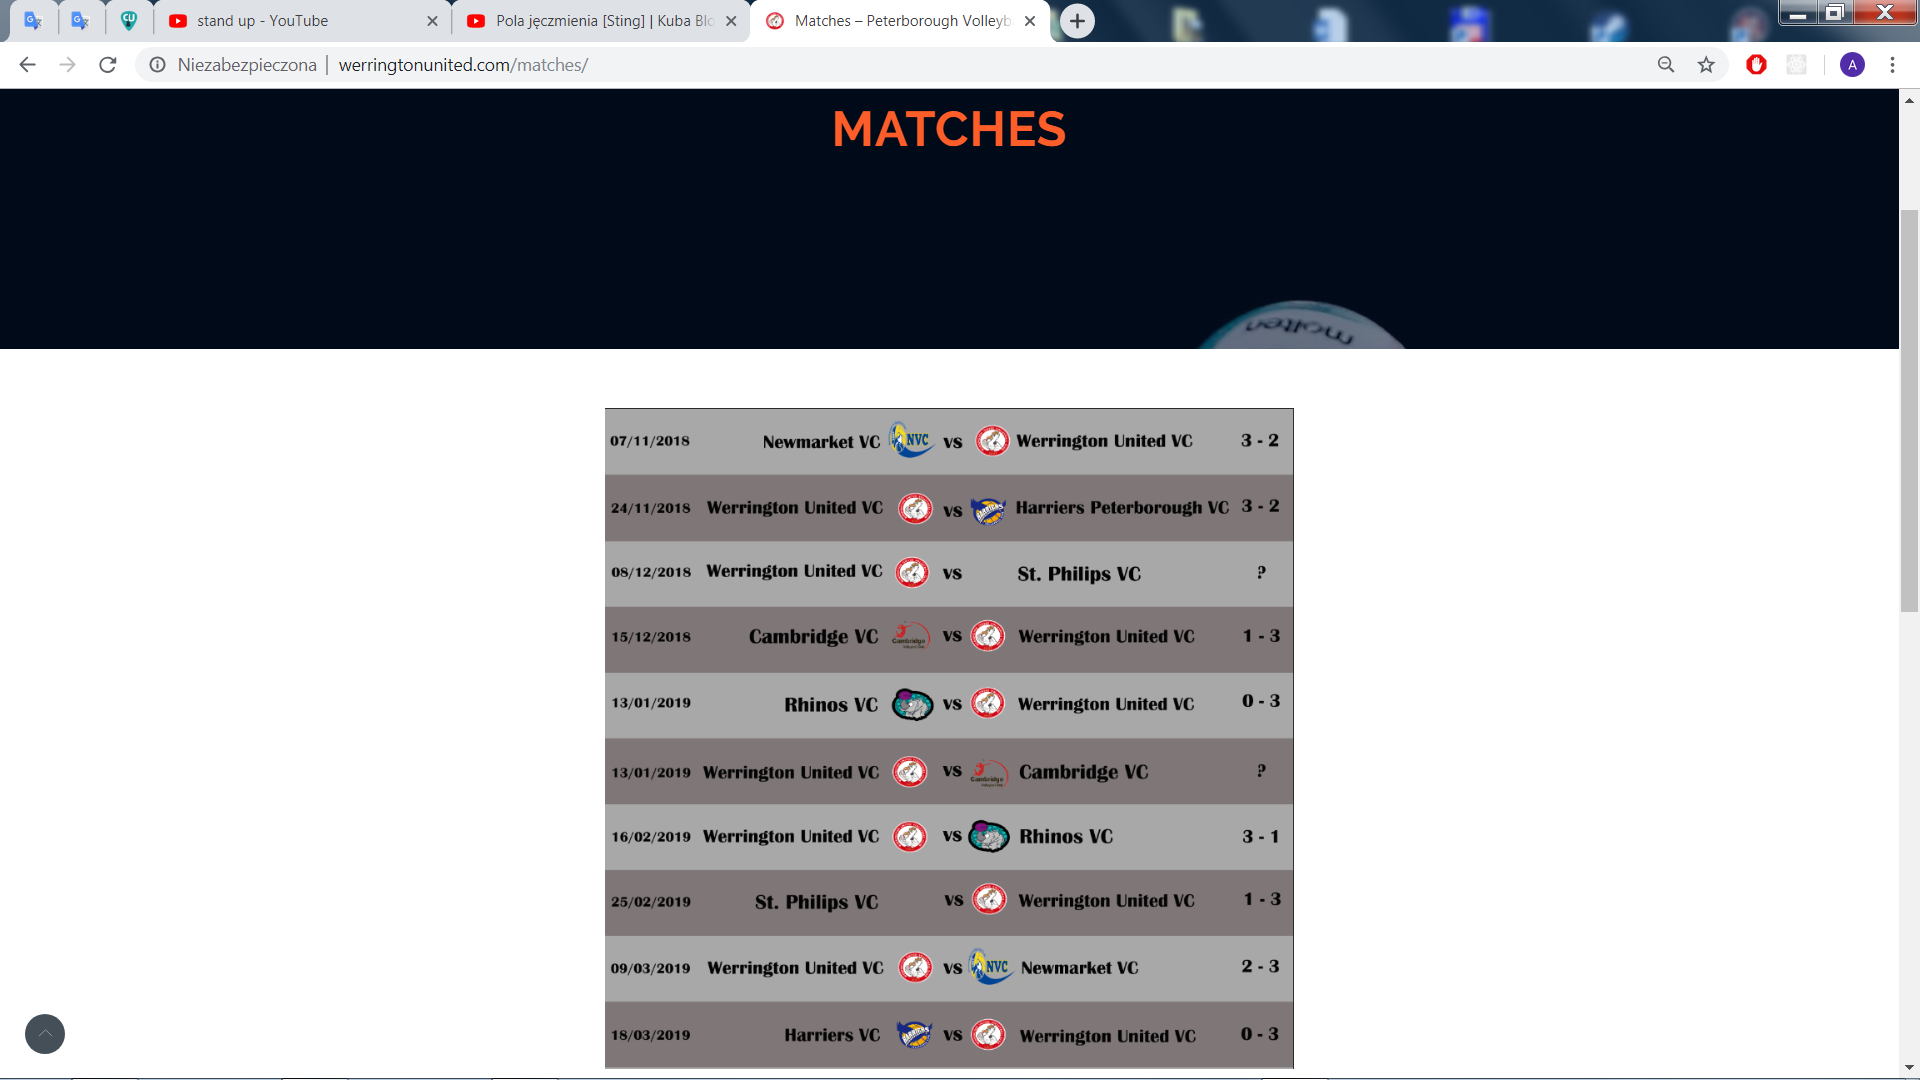 stand up - YouTube
Pola jęczmienia [Sting] | Kuba Blo
Matches – Peterborough Volleyb
Niezabezpieczona | werringtonunited.com/matches/
A
MATCHES
molten
07/11/2018 Newmarket VC NVC vs Werrington United VC 3 - 2
24/11/2018 Werrington United VC vs HARRIERS Harriers Peterborough VC 3 - 2
08/12/2018 Werrington United VC vs St. Philips VC ?
15/12/2018 Cambridge VC Cambridge vs Werrington United VC 1 - 3
13/01/2019 Rhinos VC vs Werrington United VC 0 - 3
13/01/2019 Werrington United VC vs Cambridge Cambridge VC ?
16/02/2019 Werrington United VC vs Rhinos VC 3 - 1
25/02/2019 St. Philips VC vs Werrington United VC 1 - 3
09/03/2019 Werrington United VC vs NVC Newmarket VC 2 - 3
18/03/2019 Harriers VC HARRIERS vs Werrington United VC 0 - 3